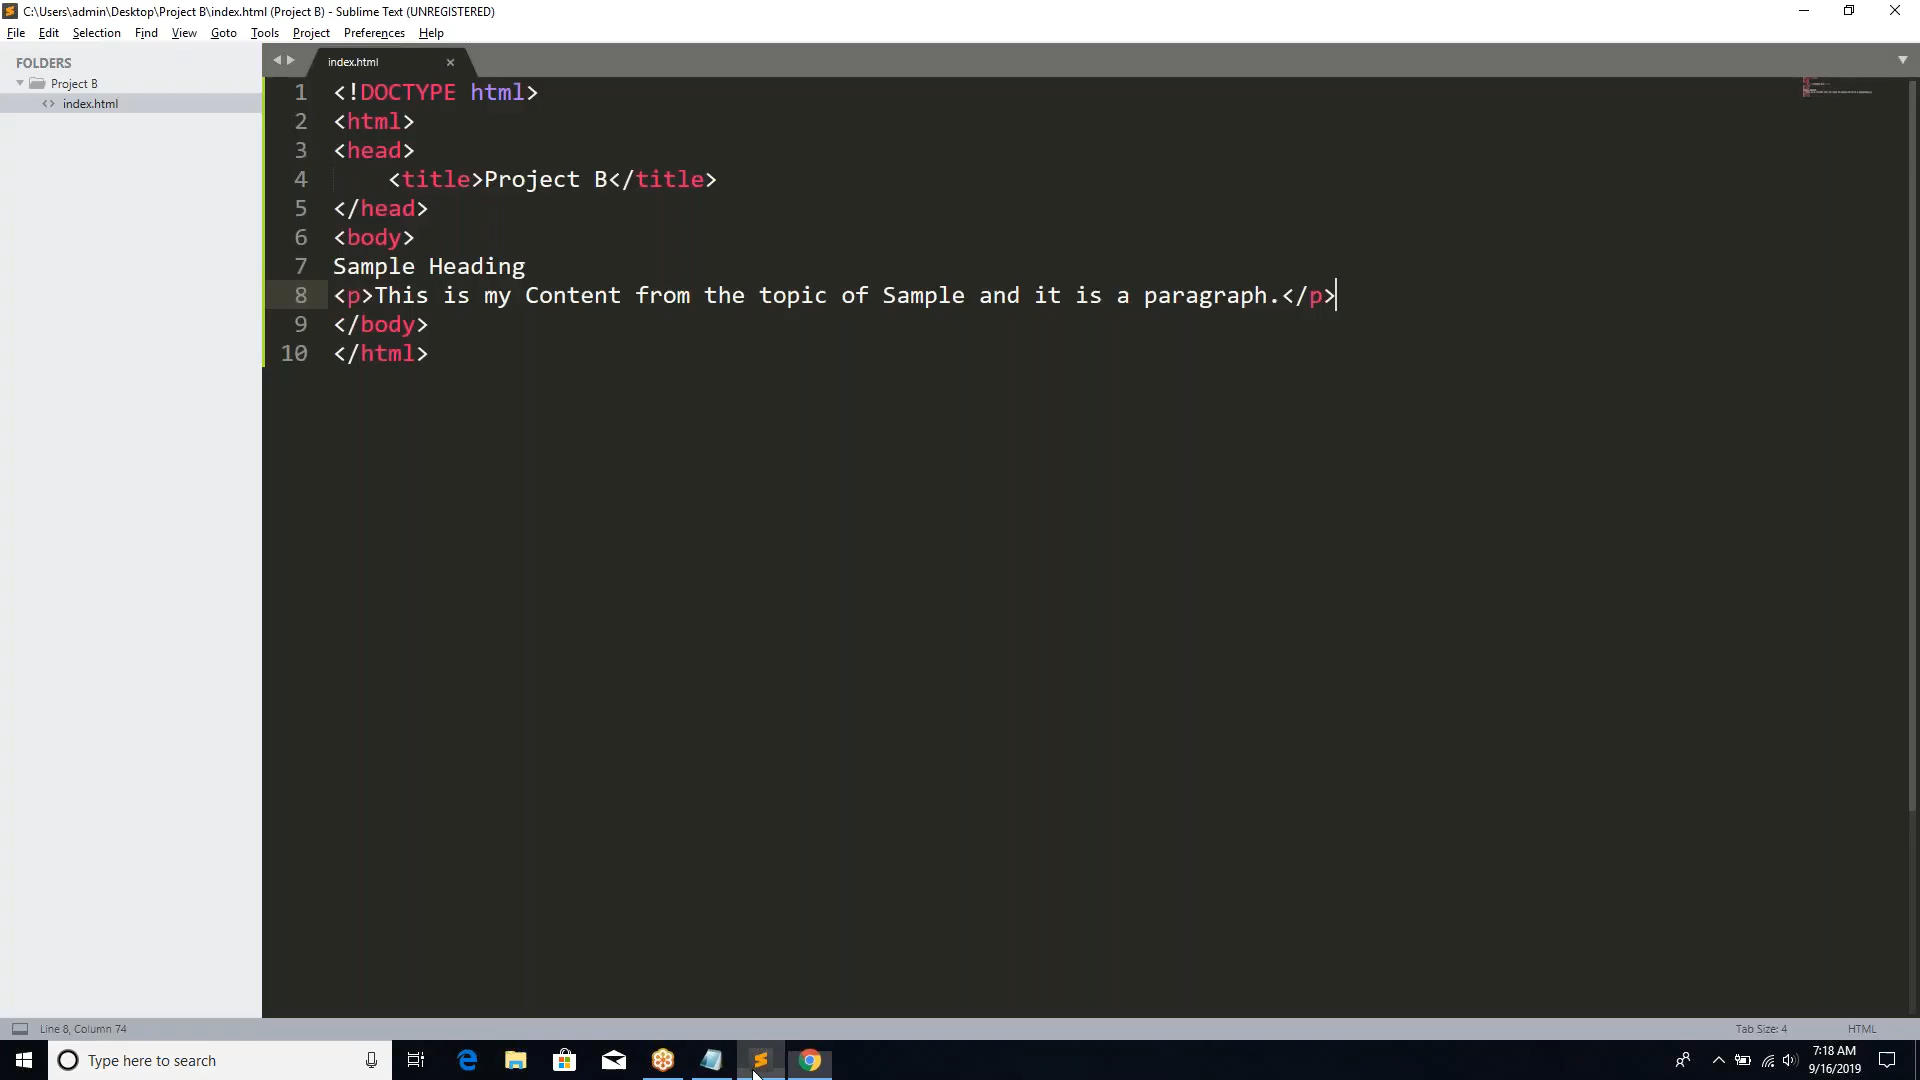 C:\Users\admin\Desktop\Project B\index.html (Project B) - Sublime Text (UNREGISTERED)
File Edit Selection Find View Goto Tools Project Preferences Help
FOLDERS
Project B
index.html
index.html
1 <!DOCTYPE html>
2 <html>
3 <head>
4 <title>Project B</title>
5 </head>
6 <body>
7 Sample Heading
8 <p>This is my Content from the topic of Sample and it is a paragraph.</p>
9 </body>
10 </html>
Line 8, Column 74
Tab Size: 4
HTML
Type here to search
7:18 AM
9/16/2019